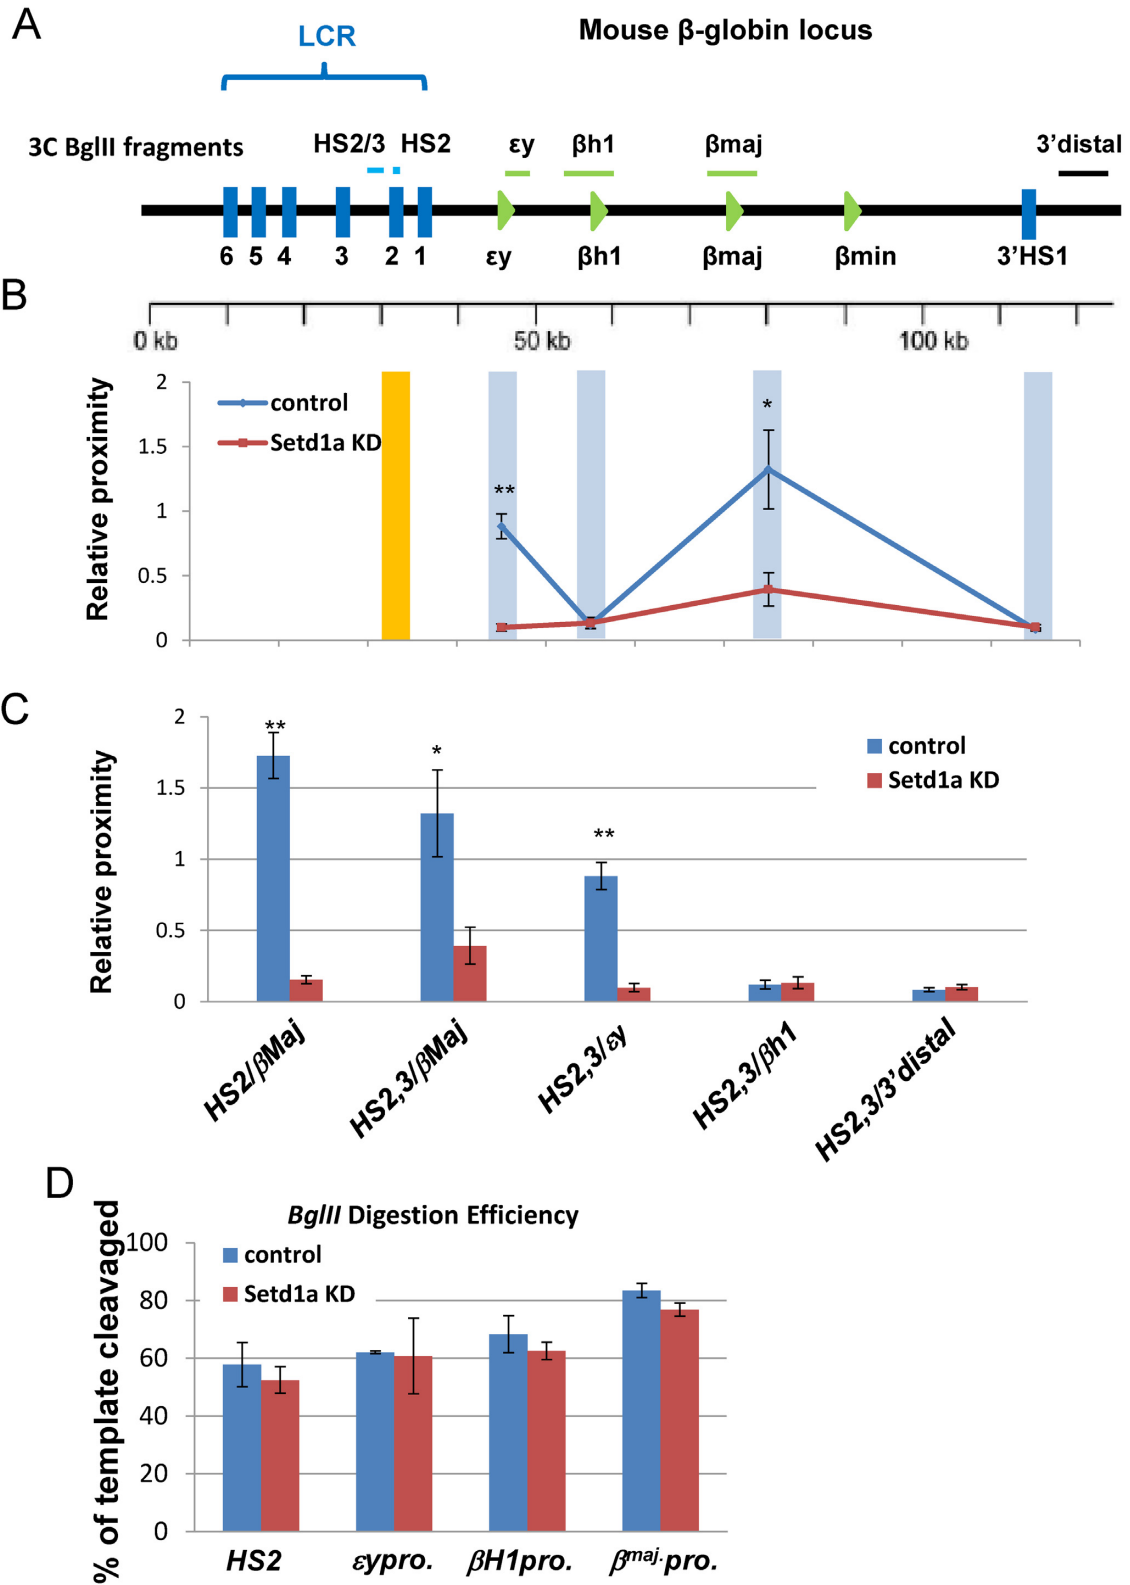 A
Mouse β-globin locus
LCR
3C BglII fragments
HS2/3 HS2 εy βh1 βmaj 3'distal
6 5 4 3 2 1 εy βh1 βmaj βmin 3'HS1
B
0 kb 50 kb 100 kb
Relative proximity
2
1.5
1
0.5
0
control
Setd1a KD
**
*
C
Relative proximity
2
1.5
1
0.5
0
control
Setd1a KD
**
*
**
HS2/βMaj
HS2,3/βMaj
HS2,3/εy
HS2,3/βh1
HS2,3/3'distal
D
BglII Digestion Efficiency
% of template cleavaged
100
80
60
40
20
0
control
Setd1a KD
HS2 εypro. βH1pro. βmaj.pro.